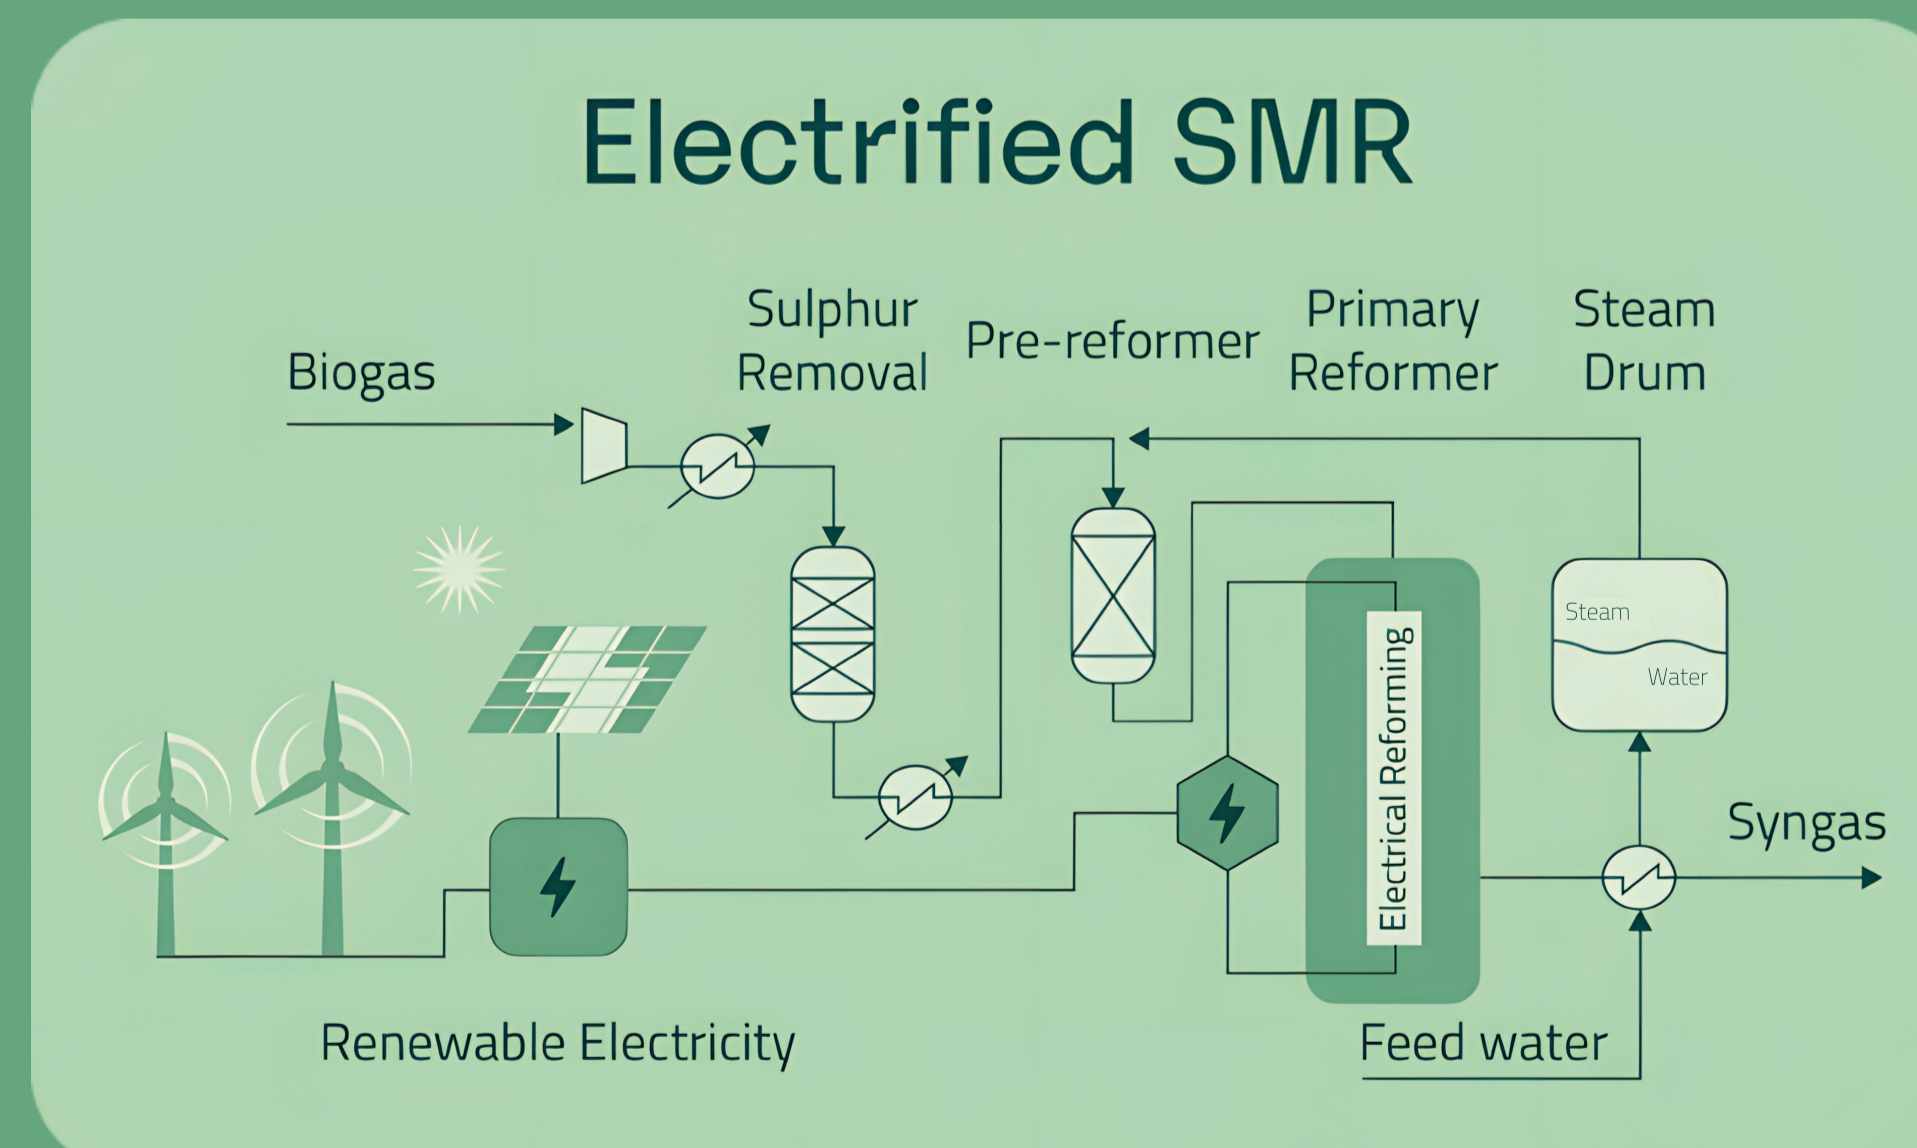 Electrified SMR
Biogas
Sulphur
Removal
Pre-reformer
Primary
Reformer
Steam
Drum
Steam
Water
Electrical Reforming
Syngas
Renewable Electricity
Feed water